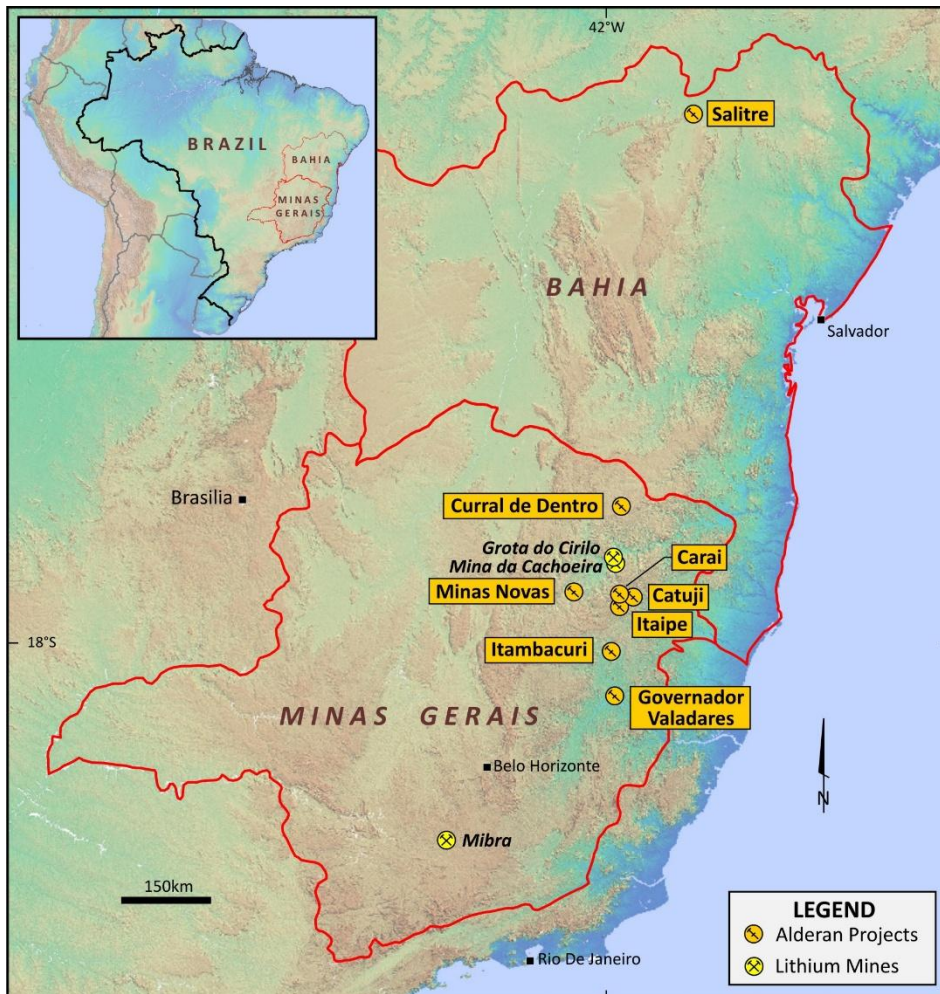 42°W
BRAZIL
BAHIA
MINAS
GERAIS
Salitre
BAHIA
Salvador
Brasilia
Curral de Dentro
Grota do Cirilo
Mina da Cachoeira
Carai
Minas Novas
Catuji
Itaipe
18°S
Itambacuri
Governador
Valadares
MINAS GERAIS
Belo Horizonte
N
Mibra
150km
LEGEND
Alderan Projects
Lithium Mines
Rio De Janeiro